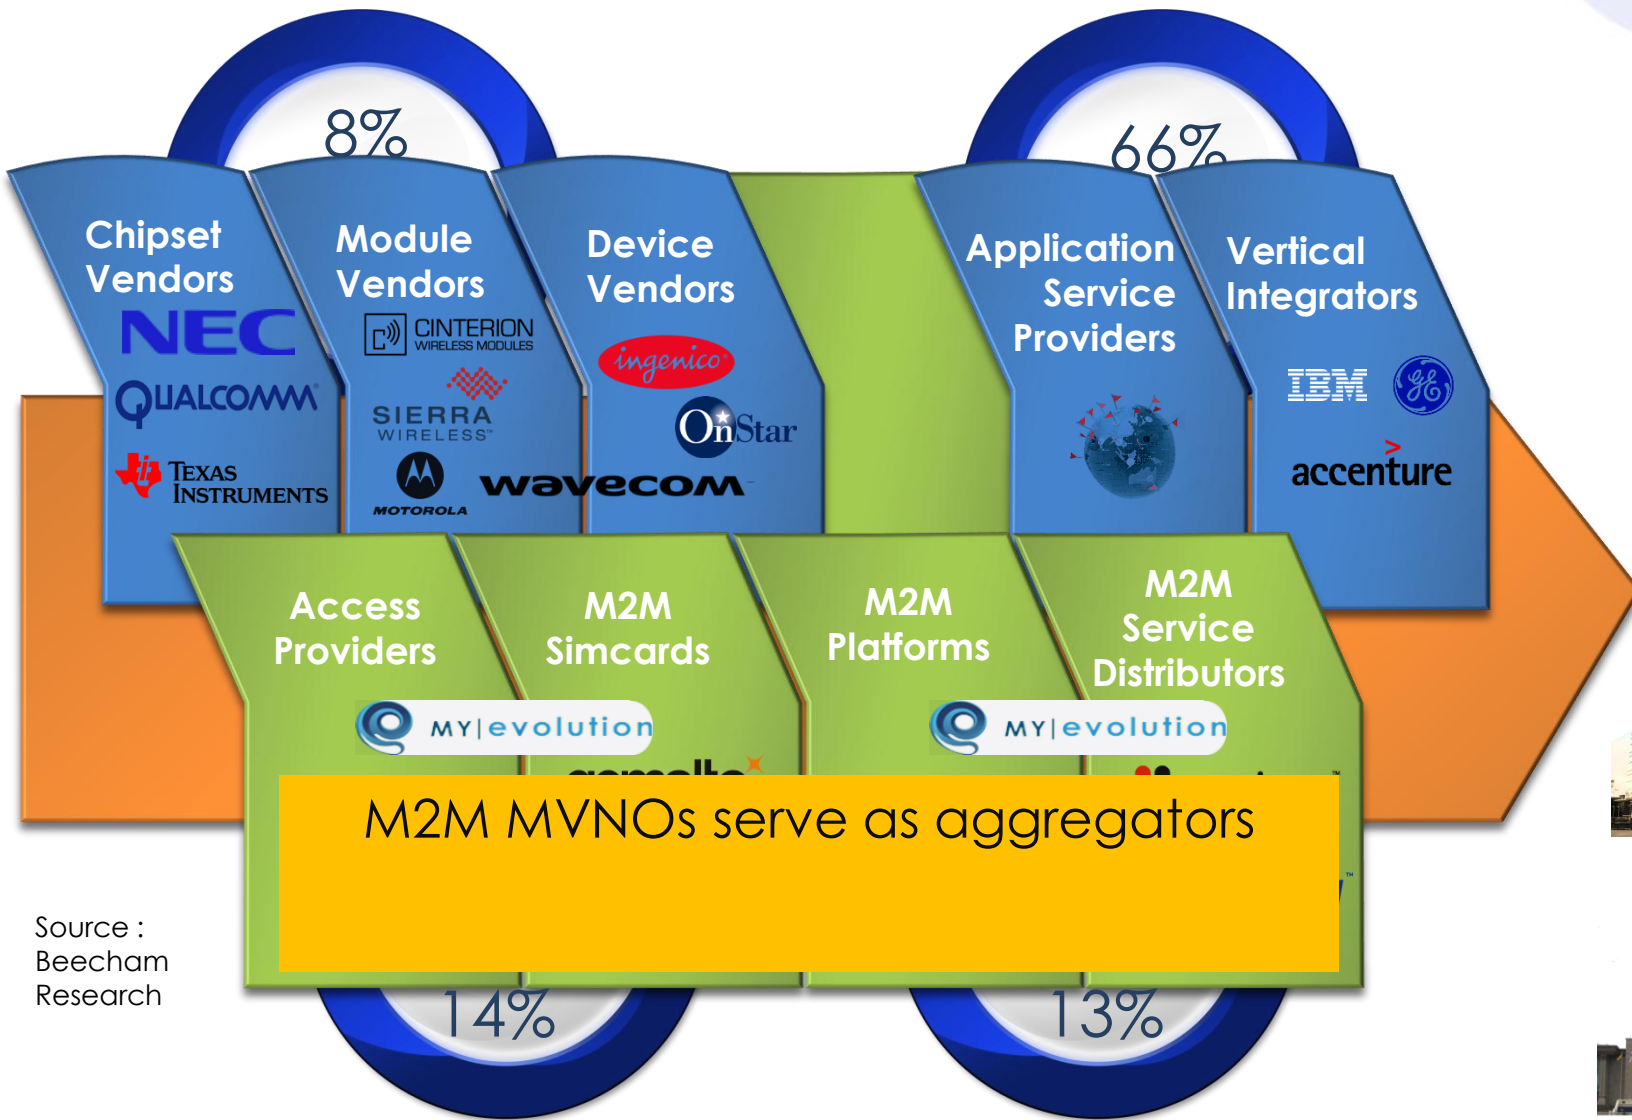 8%
66%
Chipset
Vendors
NEC
QUALCOMM
TEXAS
INSTRUMENTS
Module
Vendors
CINTERION
WIRELESS MODULES
SIERRA
WIRELESS™
MOTOROLA
wavecom
Device
Vendors
ingenico
OnStar
Application
Service
Providers
Vertical
Integrators
IBM
GE
accenture
Access
Providers
M2M
Simcards
M2M
Platforms
M2M
Service
Distributors
MY|evolution
MY|evolution
M2M MVNOs serve as aggregators
Source :
Beecham
Research
14%
13%